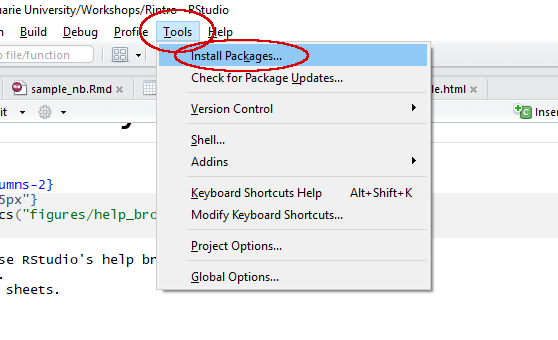 uarie University/Workshops/Rintro - RStudio
Build Debug Profile Tools Help
to file/function
sample_nb.Rmd le.html
Install Packages...
Check for Package Updates...
Version Control
Shell...
Addins
Keyboard Shortcuts Help Alt+Shift+K
Modify Keyboard Shortcuts...
Project Options...
Global Options...
it Inser
umns-2}
5px"}
cs("figures/help_bro
se RStudio's help br
.
sheets.